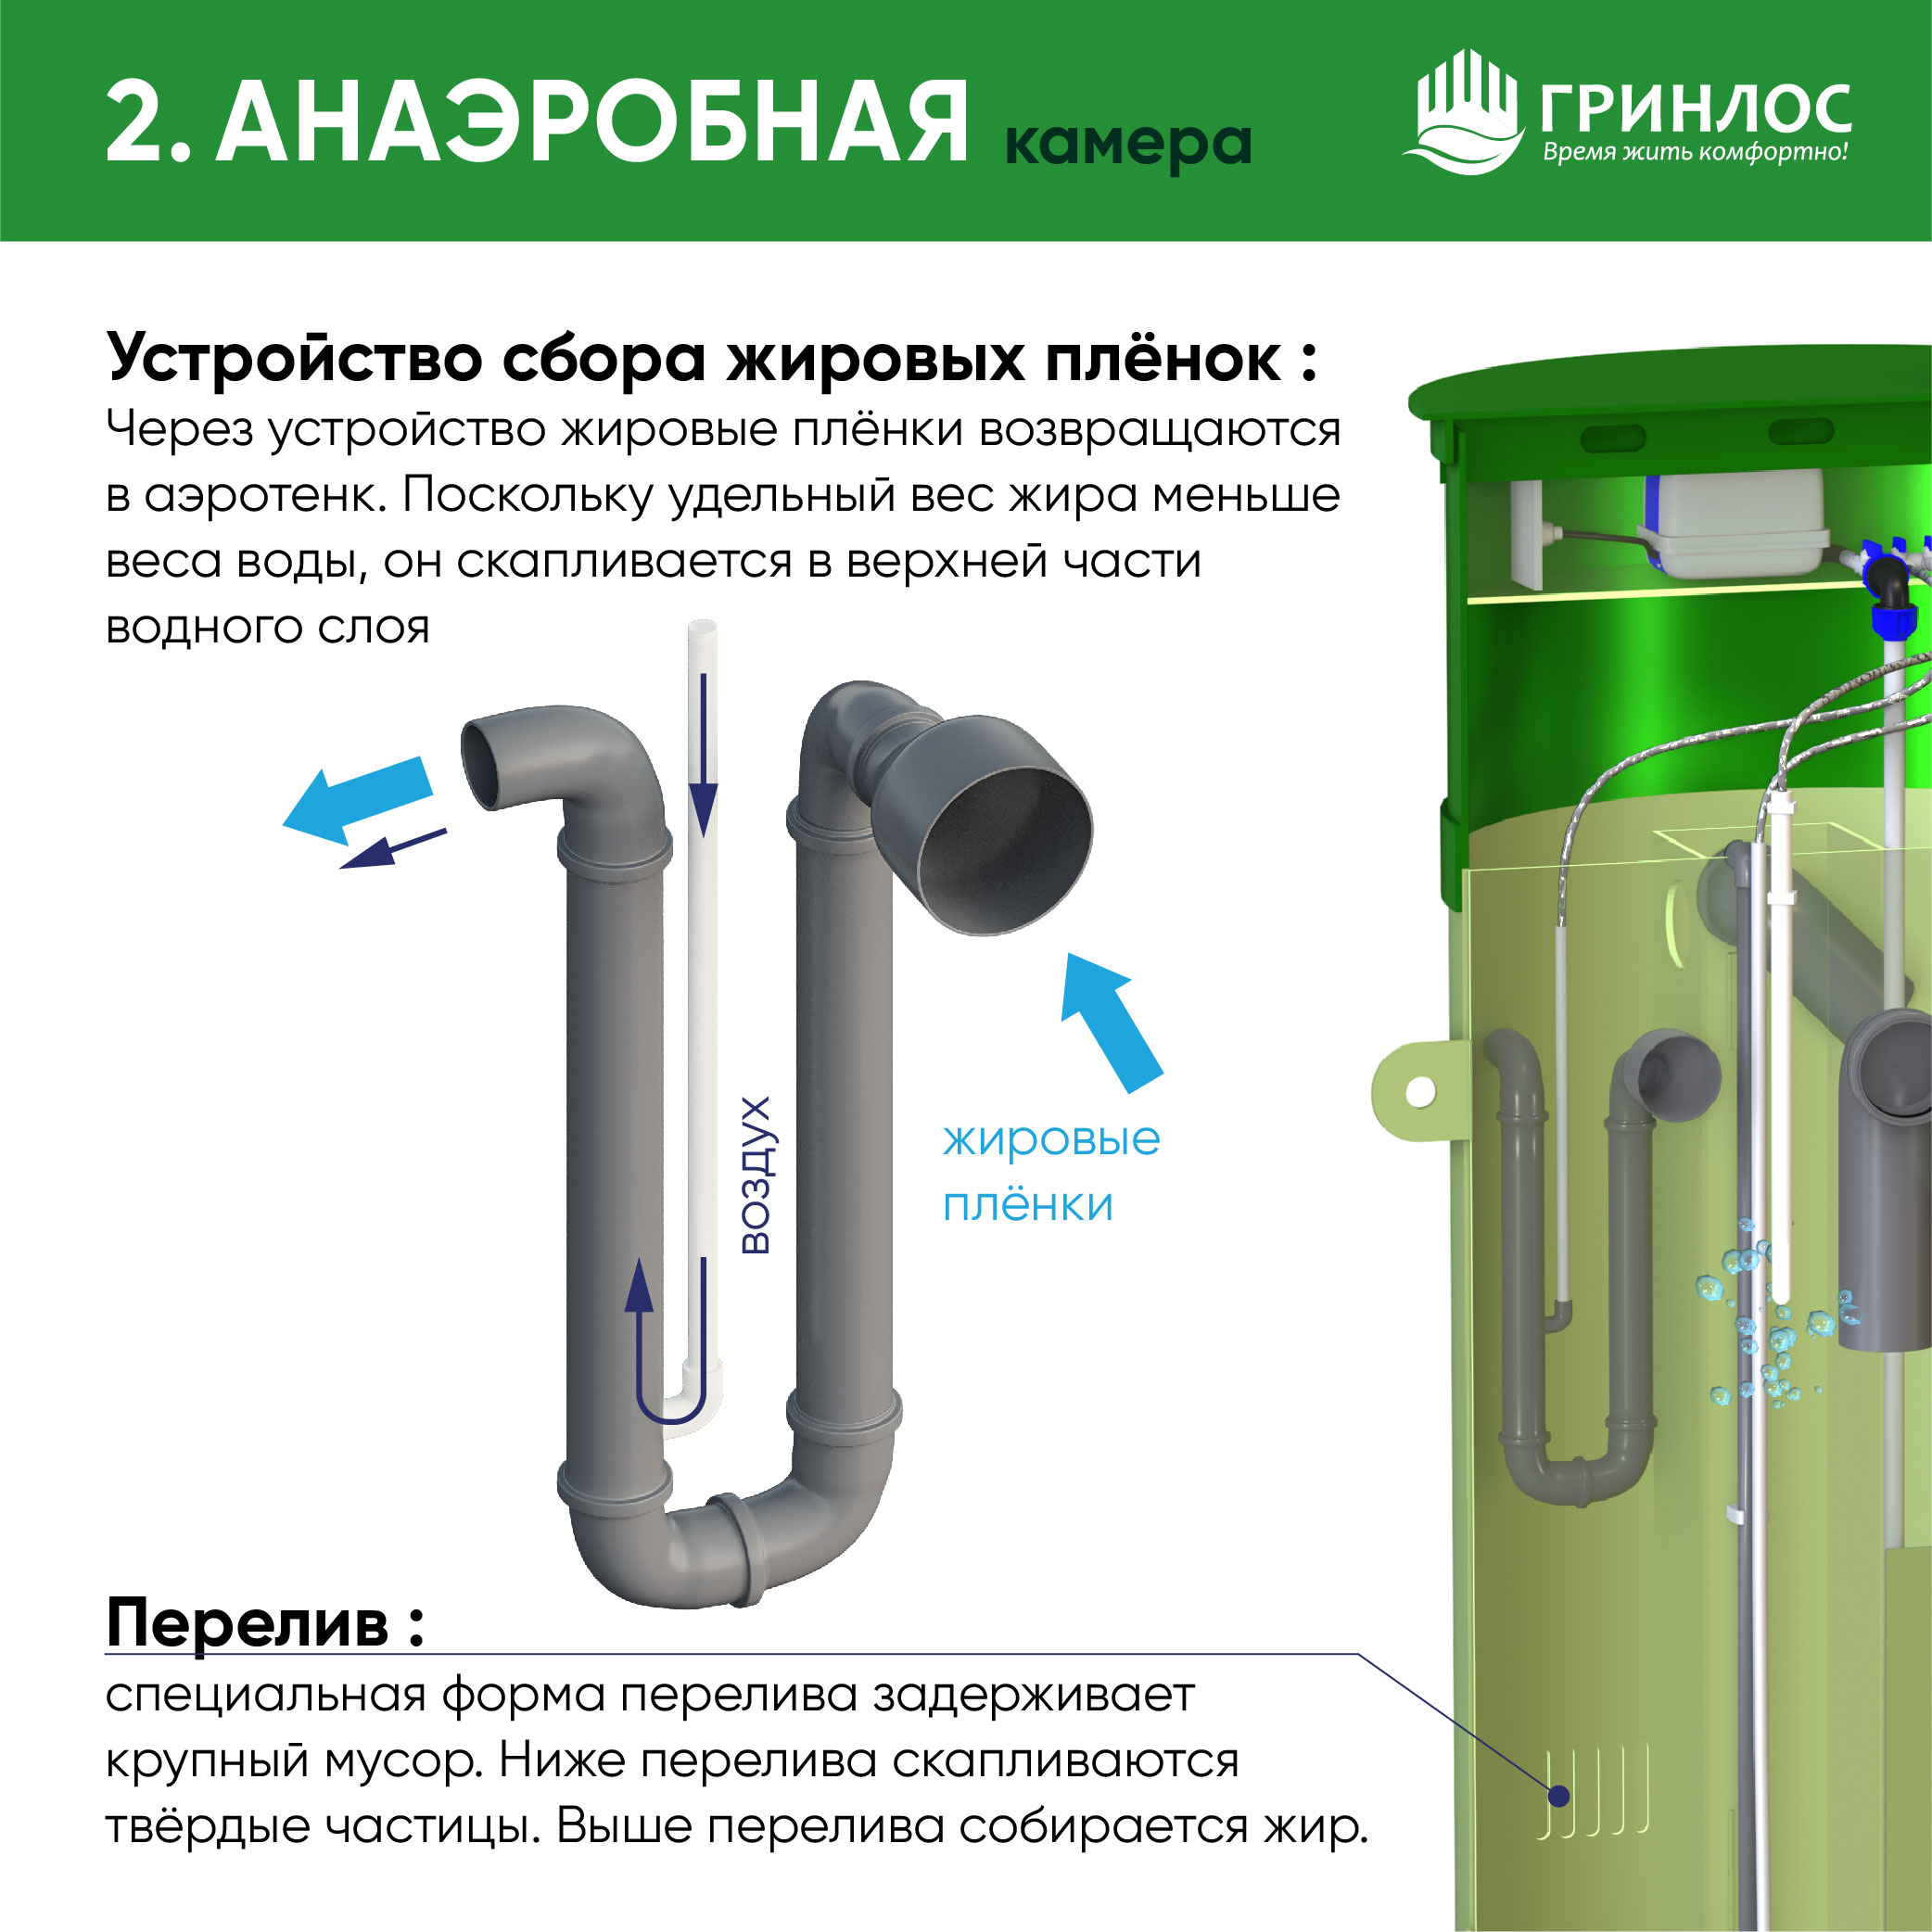 2. АНАЭРОБНАЯ камера
ГРИНЛОС
Время жить комфортно!
Устройство сбора жировых плёнок :
Через устройство жировые плёнки возвращаются
в аэротенк. Поскольку удельный вес жира меньше
веса воды, он скапливается в верхней части
водного слоя
воздух
жировые
плёнки
Перелив :
специальная форма перелива задерживает
крупный мусор. Ниже перелива скапливаются
твёрдые частицы. Выше перелива собирается жир.